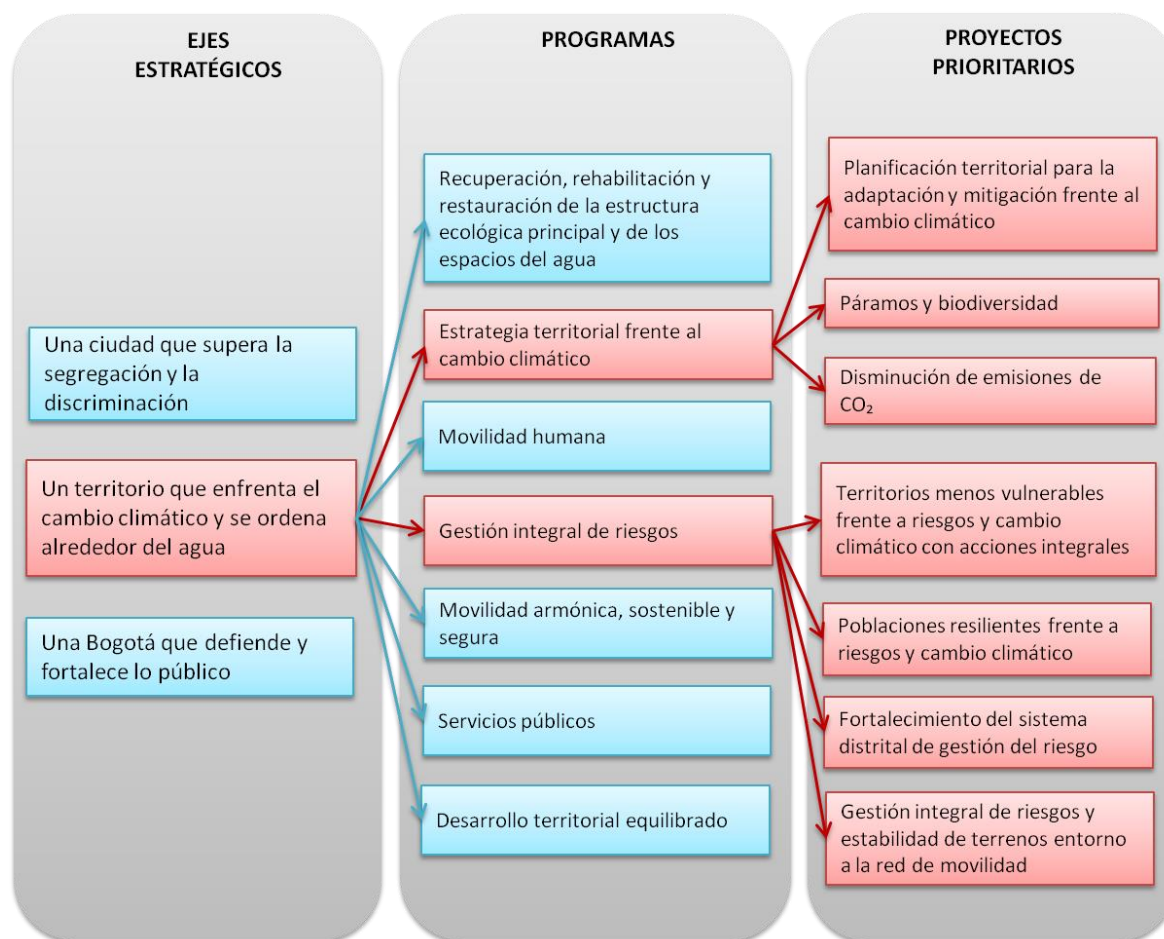 EJES
ESTRATÉGICOS
Una ciudad que supera la
segregación y la
discriminación
Un territorio que enfrenta el
cambio climático y se ordena
alrededor del agua
Una Bogotá que defiende y
fortalece lo público
PROGRAMAS
Recuperación, rehabilitación y
restauración de la estructura
ecológica principal y de los
espacios del agua
Estrategia territorial frente al
cambio climático
Movilidad humana
Gestión integral de riesgos
Movilidad armónica, sostenible y
segura
Servicios públicos
Desarrollo territorial equilibrado
PROYECTOS
PRIORITARIOS
Planificación territorial para la
adaptación y mitigación frente al
cambio climático
Páramos y biodiversidad
Disminución de emisiones de
CO₂
Territorios menos vulnerables
frente a riesgos y cambio
climático con acciones integrales
Poblaciones resilientes frente a
riesgos y cambio climático
Fortalecimiento del sistema
distrital de gestión del riesgo
Gestión integral de riesgos y
estabilidad de terrenos entorno
a la red de movilidad